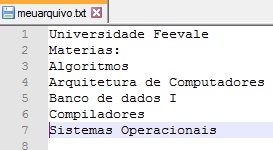 meuarquivo.txt
1 Universidade Feevale
2 Materias:
3 Algoritmos
4 Arquitetura de Computadores
5 Banco de dados I
6 Compiladores
7 Sistemas Operacionais
8